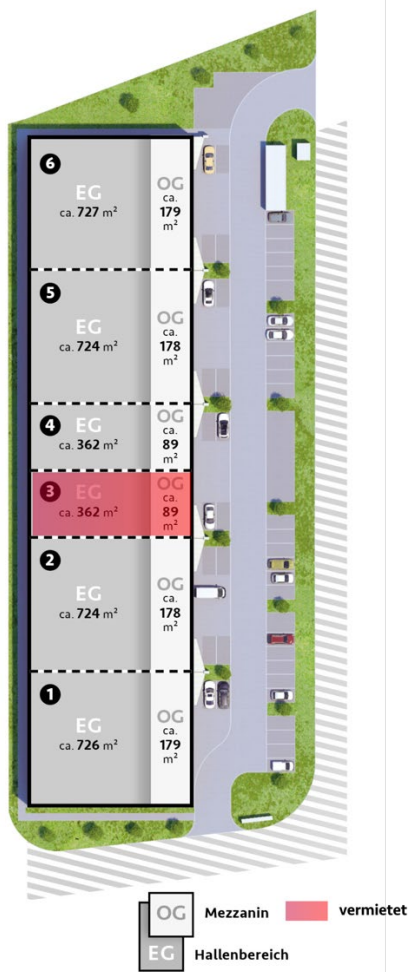 6
EG
ca. 727 m²
OG
ca.
179
m²
5
EG
ca. 724 m²
OG
ca.
178
m²
4
EG
ca. 362 m²
OG
ca.
89
m²
3
EG
ca. 362 m²
OG
ca.
89
m²
2
EG
ca. 724 m²
OG
ca.
178
m²
1
EG
ca. 726 m²
OG
ca.
179
m²
OG Mezzanin
vermietet
EG Hallenbereich